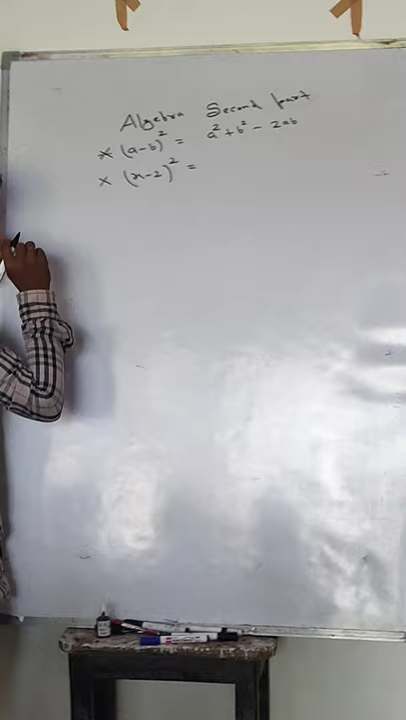 Algebra Second part
* (a-b)² = a² + b² - 2ab
× (x-2)² =